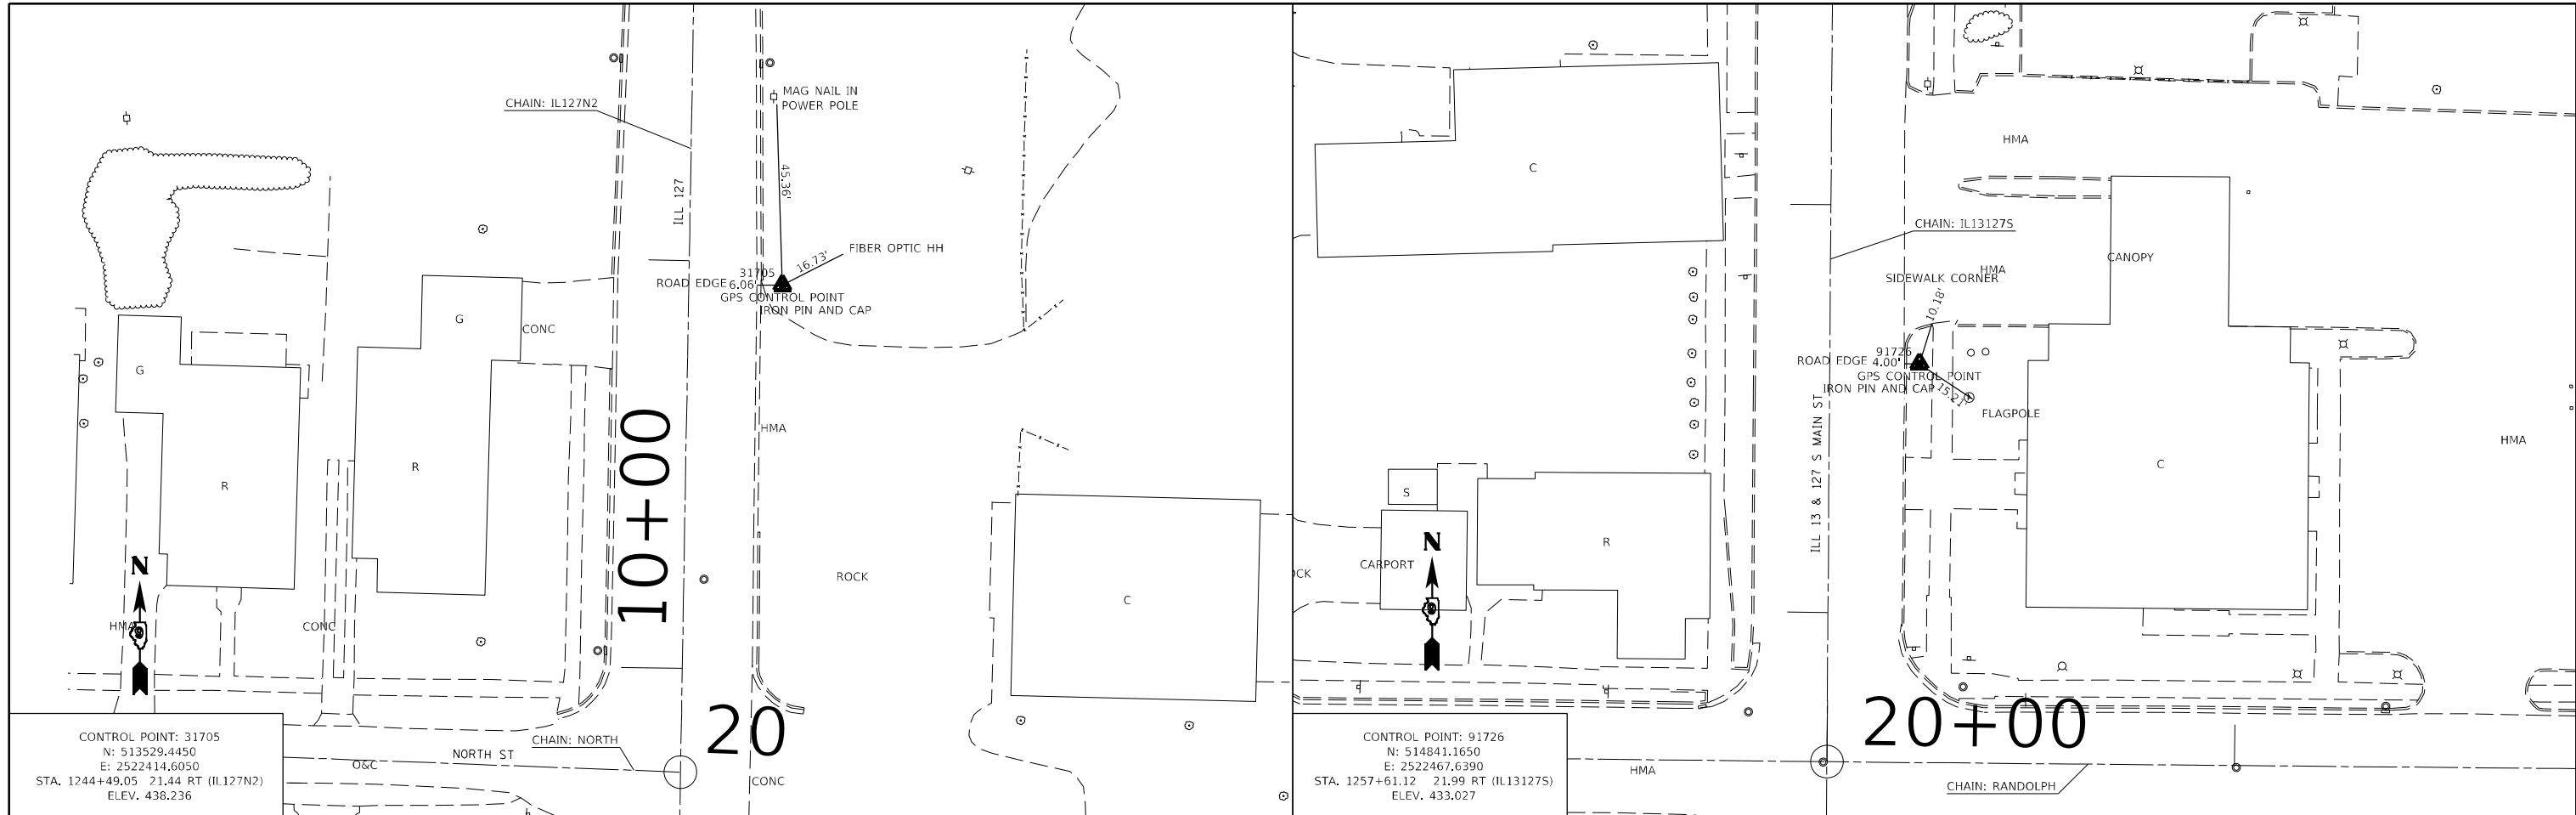 MAG NAIL IN
POWER POLE
CHAIN: IL127N2
45.36'
ILL 127
FIBER OPTIC HH
16.73'
31705
ROAD EDGE 6.06'
GPS CONTROL POINT
IRON PIN AND CAP
G
CONC
G
R
R
10+00
HMA
ROCK
C
N
HMA
CONC
20
NORTH ST
CHAIN: NORTH
O&C
CONC
CONTROL POINT: 31705
N: 513529.4450
E: 2522414.6050
STA. 1244+49.05 21.44 RT (IL127N2)
ELEV. 438.236
HMA
C
CHAIN: IL13127S
CANOPY
HMA
SIDEWALK CORNER
10.18'
91726
ROAD EDGE 4.00'
GPS CONTROL POINT
IRON PIN AND CAP
15.21'
FLAGPOLE
ILL 13 & 127 S MAIN ST
HMA
C
S
R
N
CARPORT
OCK
20+00
HMA
CHAIN: RANDOLPH
CONTROL POINT: 91726
N: 514841.1650
E: 2522467.6390
STA. 1257+61.12 21.99 RT (IL13127S)
ELEV. 433.027